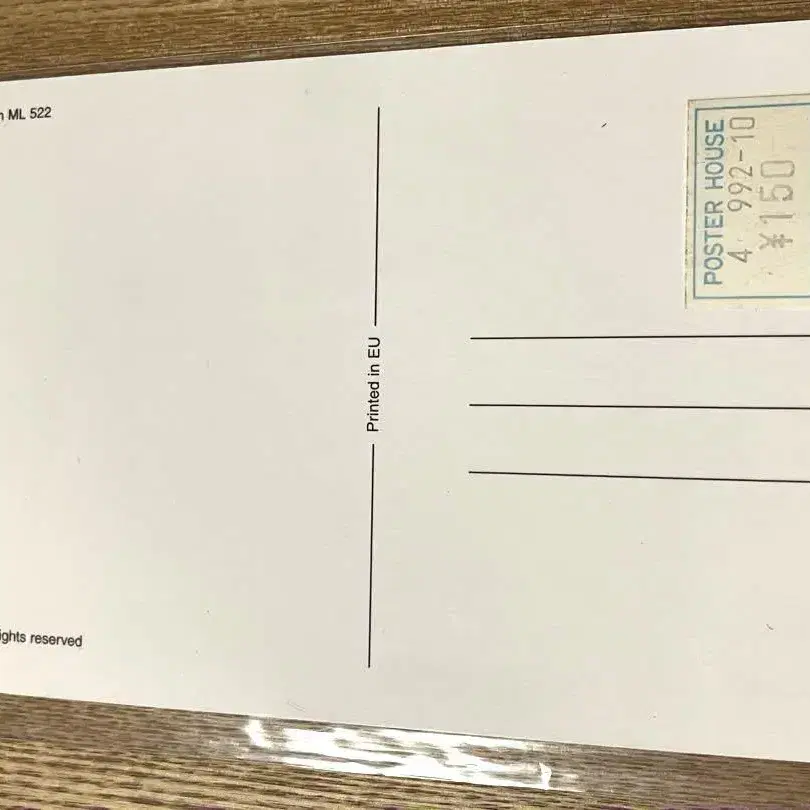 ML 522
Printed in EU
ights reserved
POSTER HOUSE
4 992-10
¥150